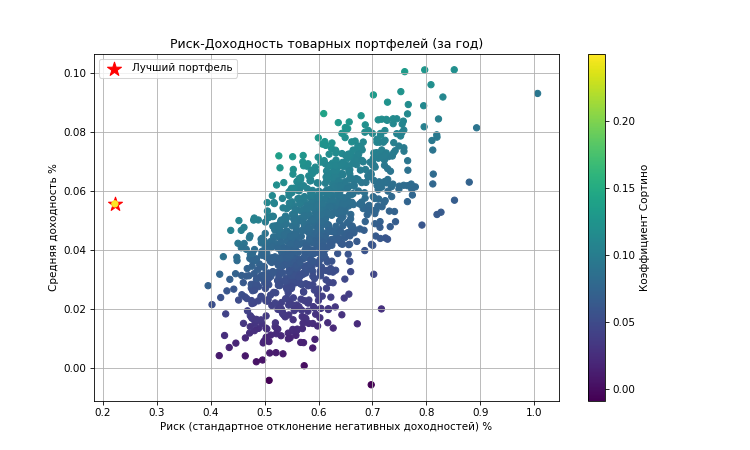 Риск-Доходность товарных портфелей (за год)
Лучший портфель
Средняя доходность %
0.10
0.08
0.06
0.04
0.02
0.00
0.2 0.3 0.4 0.5 0.6 0.7 0.8 0.9 1.0
Риск (стандартное отклонение негативных доходностей) %
0.20
0.15
0.10
0.05
0.00
Коэффициент Сортино